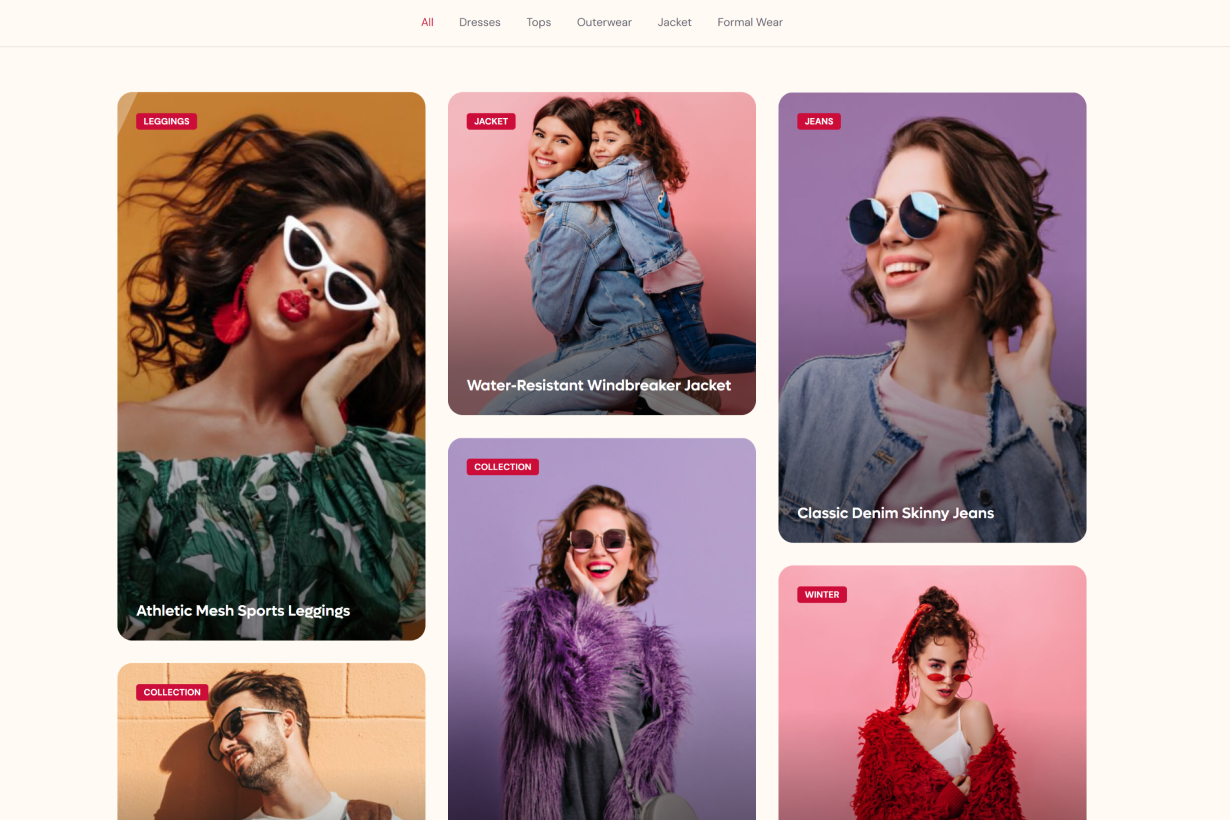 All Dresses Tops Outerwear Jacket Formal Wear
LEGGINGS
Athletic Mesh Sports Leggings
JACKET
Water-Resistant Windbreaker Jacket
JEANS
Classic Denim Skinny Jeans
COLLECTION
COLLECTION
WINTER